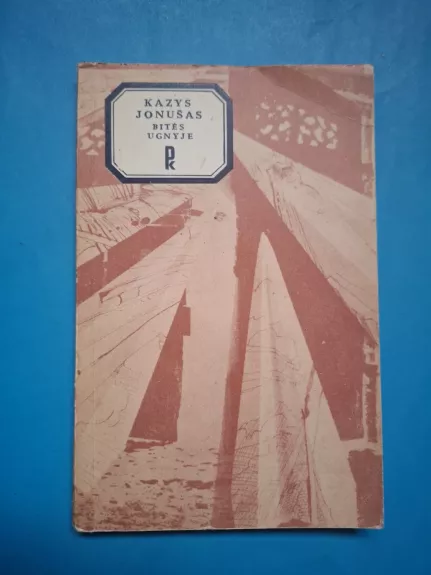 KAZYS
JONUŠAS
BITĖS
UGNYJE
pk